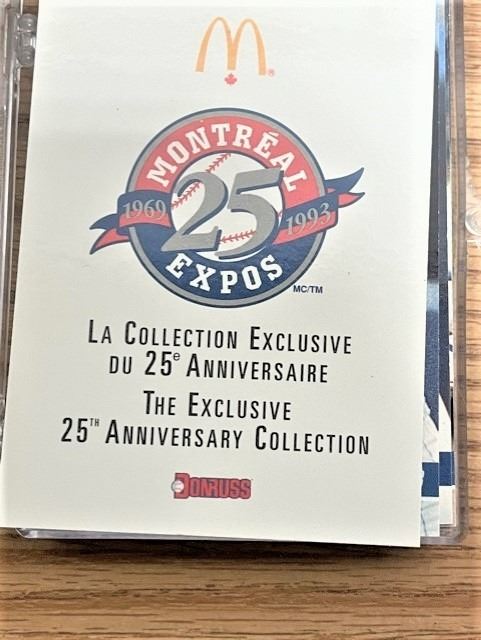 MONTRÉAL
1969 25 1993
EXPOS
MC/TM
LA COLLECTION EXCLUSIVE
DU 25e ANNIVERSAIRE
THE EXCLUSIVE
25TH ANNIVERSARY COLLECTION
DONRUSS